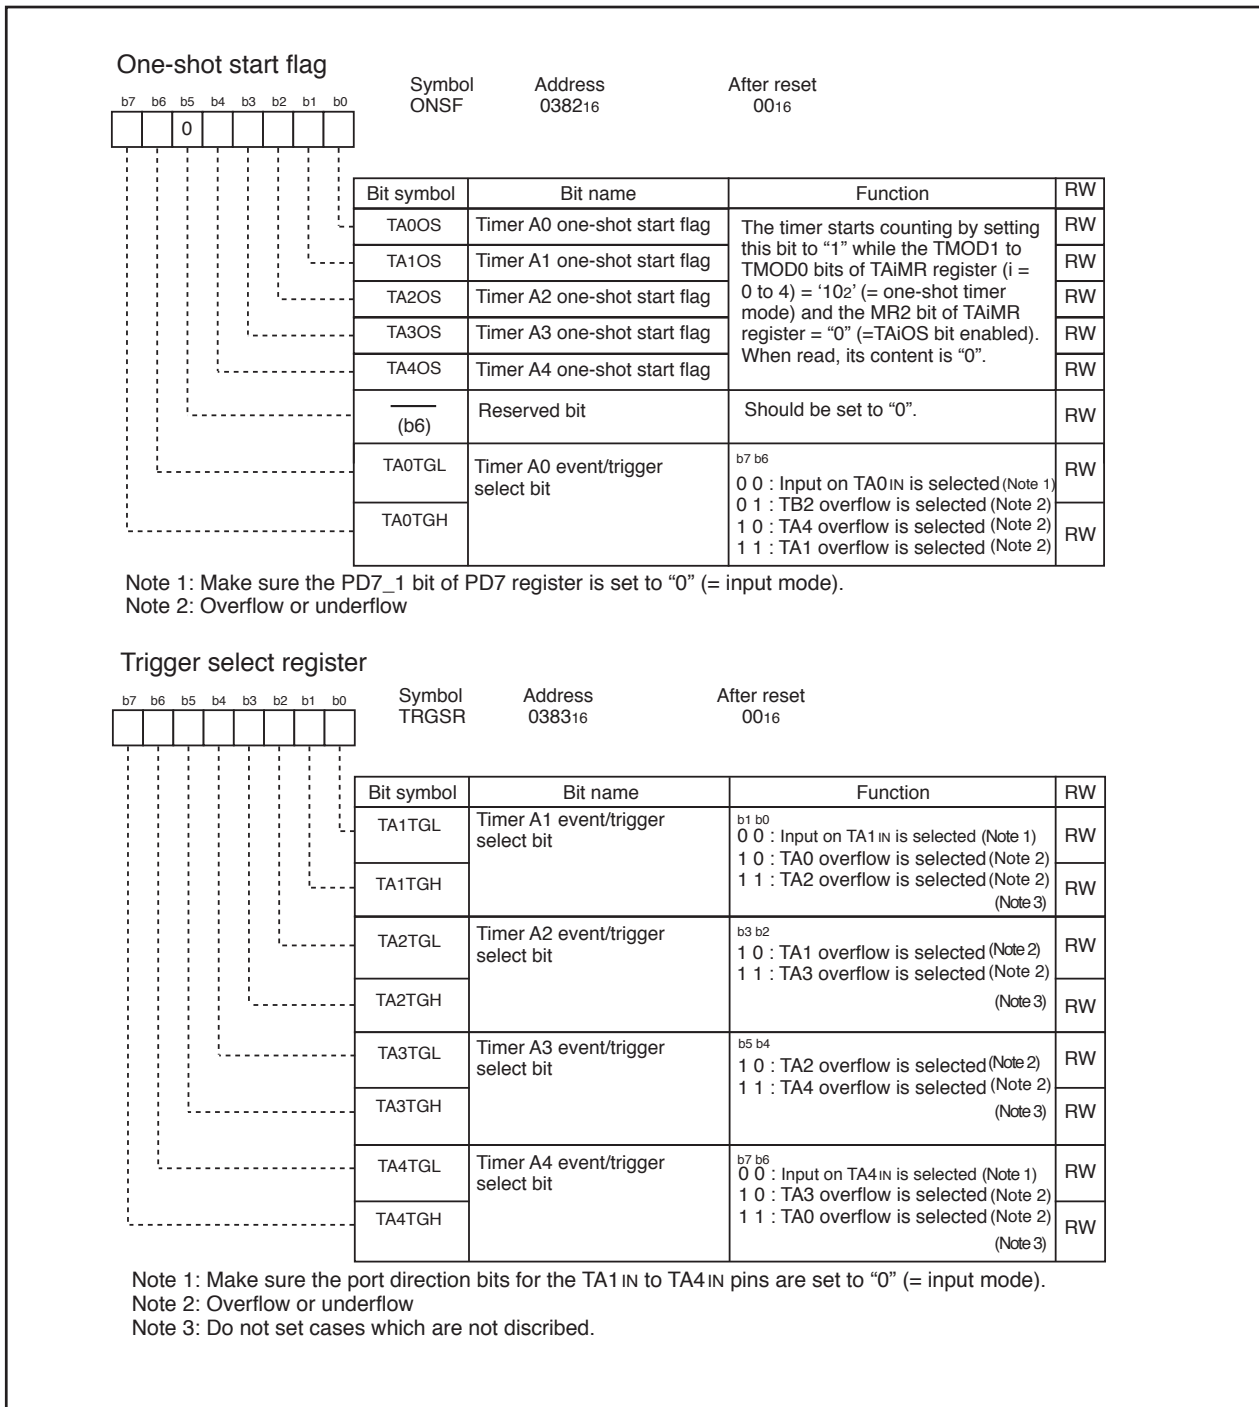 One-shot start flag
Symbol Address After reset
b7 b6 b5 b4 b3 b2 b1 b0
ONSF 038216 0016
0
Bit symbol Bit name Function RW
TA0OS Timer A0 one-shot start flag RW
TA1OS Timer A1 one-shot start flag RW
TA2OS Timer A2 one-shot start flag RW
TA3OS Timer A3 one-shot start flag RW
TA4OS Timer A4 one-shot start flag RW
The timer starts counting by setting
this bit to “1” while the TMOD1 to
TMOD0 bits of TAiMR register (i =
0 to 4) = ‘102’ (= one-shot timer
mode) and the MR2 bit of TAiMR
register = “0” (=TAiOS bit enabled).
When read, its content is “0”.
(b6) Reserved bit Should be set to “0”. RW
TA0TGL Timer A0 event/trigger RW
select bit
TA0TGH RW
b7 b6
0 0 : Input on TA0IN is selected (Note 1)
0 1 : TB2 overflow is selected (Note 2)
1 0 : TA4 overflow is selected (Note 2)
1 1 : TA1 overflow is selected (Note 2)
Note 1: Make sure the PD7_1 bit of PD7 register is set to “0” (= input mode).
Note 2: Overflow or underflow
Trigger select register
Symbol Address After reset
b7 b6 b5 b4 b3 b2 b1 b0
TRGSR 038316 0016
Bit symbol Bit name Function RW
TA1TGL Timer A1 event/trigger RW
select bit
TA1TGH RW
b1 b0
0 0 : Input on TA1IN is selected (Note 1)
1 0 : TA0 overflow is selected (Note 2)
1 1 : TA2 overflow is selected (Note 2)
(Note 3)
TA2TGL Timer A2 event/trigger RW
select bit
TA2TGH RW
b3 b2
1 0 : TA1 overflow is selected (Note 2)
1 1 : TA3 overflow is selected (Note 2)
(Note 3)
TA3TGL Timer A3 event/trigger RW
select bit
TA3TGH RW
b5 b4
1 0 : TA2 overflow is selected (Note 2)
1 1 : TA4 overflow is selected (Note 2)
(Note 3)
TA4TGL Timer A4 event/trigger RW
select bit
TA4TGH RW
b7 b6
0 0 : Input on TA4IN is selected (Note 1)
1 0 : TA3 overflow is selected (Note 2)
1 1 : TA0 overflow is selected (Note 2)
(Note 3)
Note 1: Make sure the port direction bits for the TA1IN to TA4IN pins are set to “0” (= input mode).
Note 2: Overflow or underflow
Note 3: Do not set cases which are not discribed.